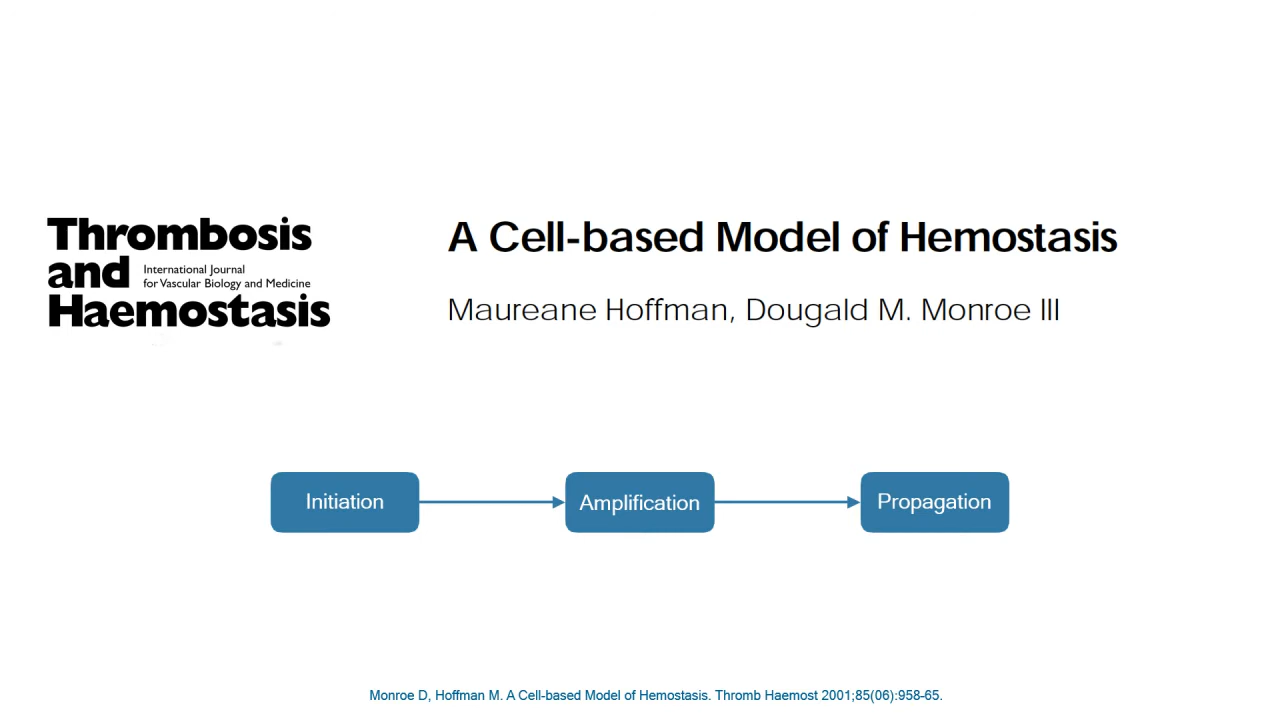 Thrombosis
and
International Journal
for Vascular Biology and Medicine
Haemostasis
A Cell-based Model of Hemostasis
Maureane Hoffman, Dougald M. Monroe III
Initiation
Amplification
Propagation
Monroe D, Hoffman M. A Cell-based Model of Hemostasis. Thromb Haemost 2001;85(06):958-65.